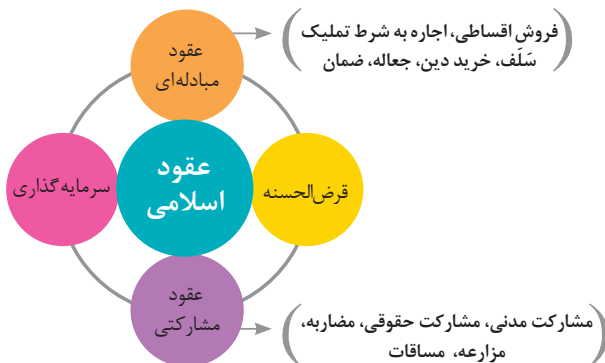 عقود
مبادله‌ای
(فروش اقساطی، اجاره به شرط تملیک
سَلَف، خرید دین، جعاله، ضمان)
عقود
اسلامی
قرض‌الحسنه
سرمایه‌گذاری
عقود
مشارکتی
(مشارکت مدنی، مشارکت حقوقی، مضاربه،
مزارعه، مساقات)